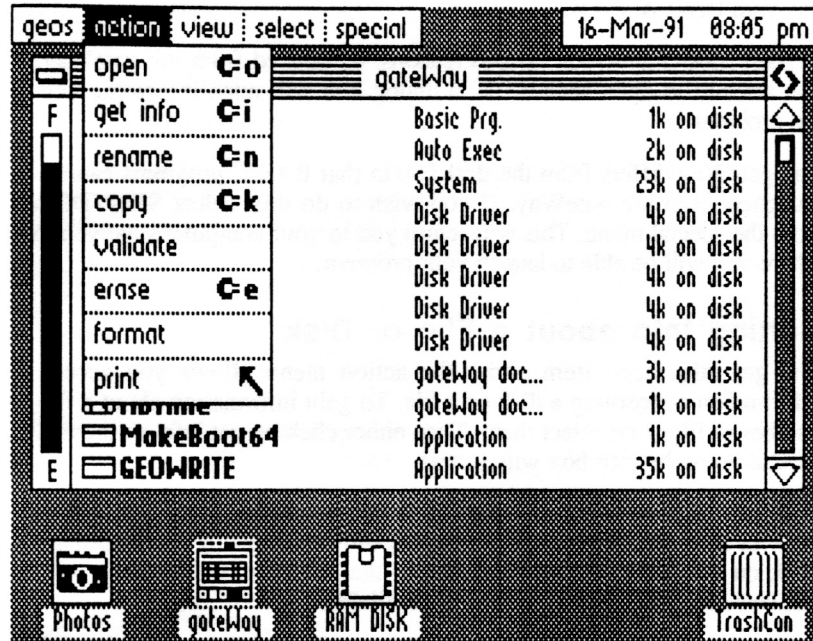 geos action view select special 16-Mar-91 08:05 pm
gateWay
open C=o
get info C=i
rename C=n
copy C=k
validate
erase C=e
format
print
F
E
Basic Prg. 1k on disk
Auto Exec 2k on disk
System 23k on disk
Disk Driver 4k on disk
Disk Driver 4k on disk
Disk Driver 4k on disk
Disk Driver 4k on disk
Disk Driver 4k on disk
gateWay doc... 3k on disk
gateWay doc... 1k on disk
MakeBoot64 Application 1k on disk
GEOWRITE Application 35k on disk
Photos gateWay RAM DISK TrashCan